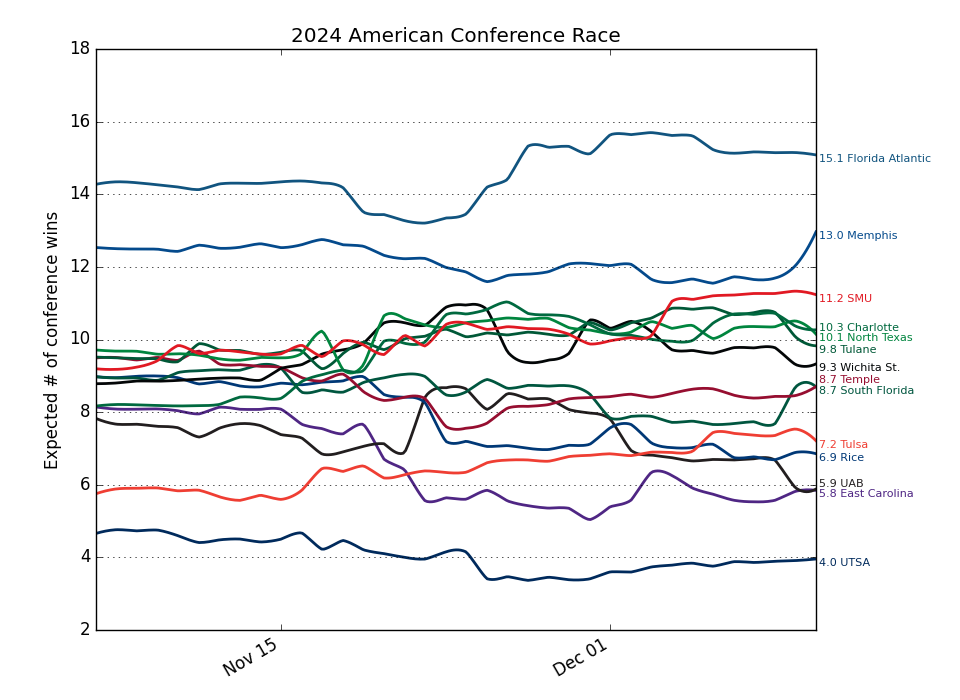 2024 American Conference Race
Expected # of conference wins
18
16
14
12
10
8
6
4
2
Nov 15
Dec 01
15.1 Florida Atlantic
13.0 Memphis
11.2 SMU
10.3 Charlotte
10.1 North Texas
9.8 Tulane
9.3 Wichita St.
8.7 Temple
8.7 South Florida
7.2 Tulsa
6.9 Rice
5.9 UAB
5.8 East Carolina
4.0 UTSA